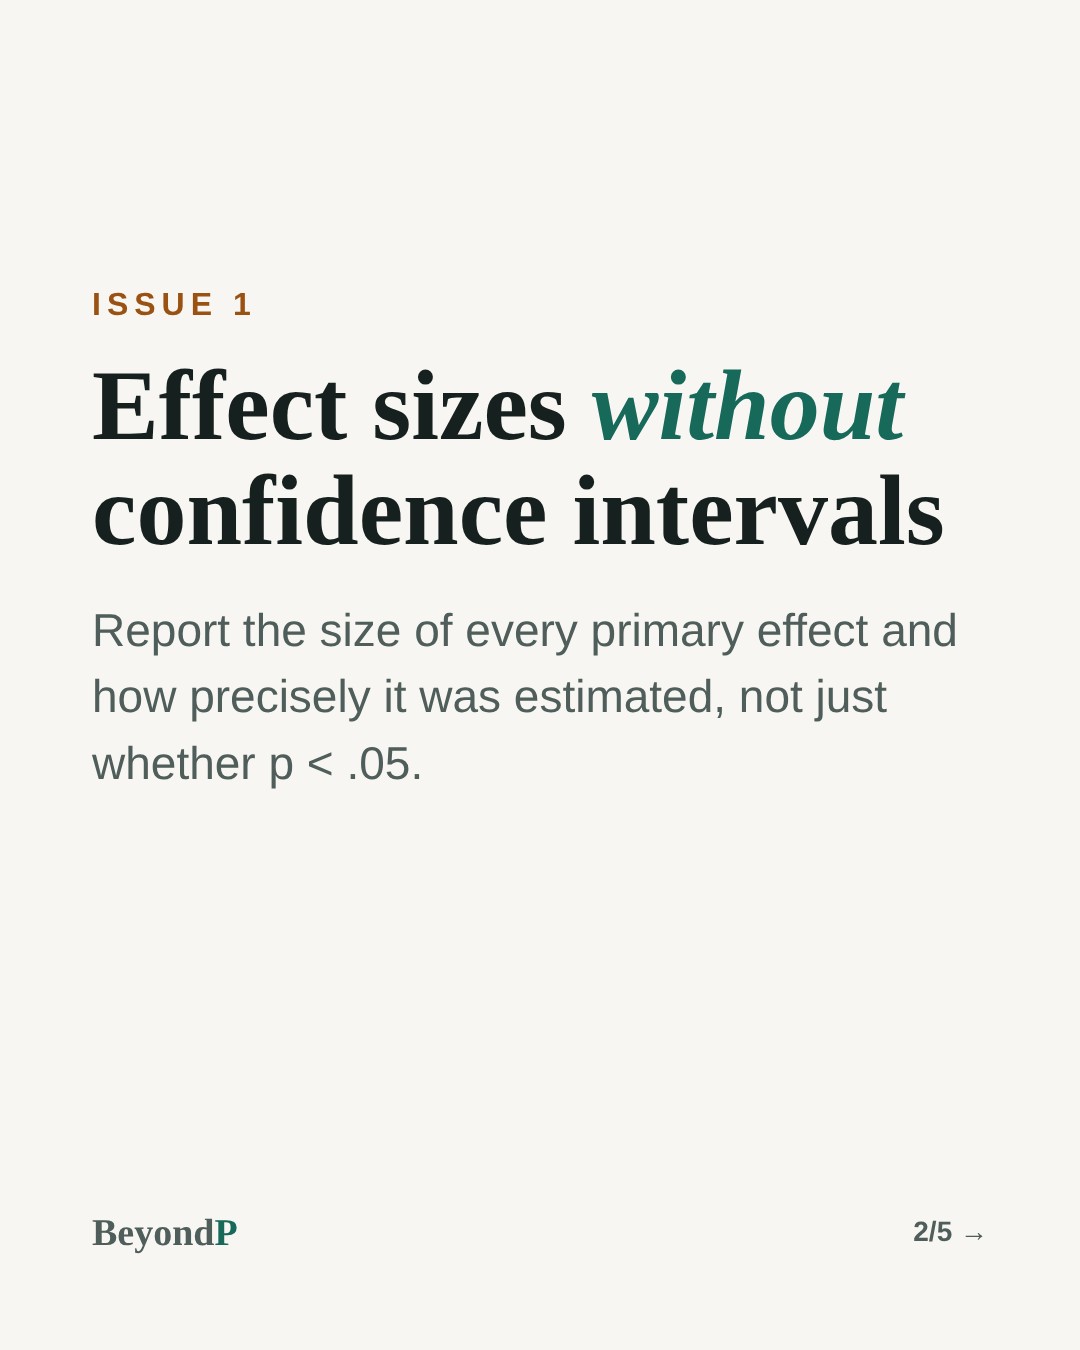 ISSUE 1
Effect sizes without
confidence intervals
Report the size of every primary effect and
how precisely it was estimated, not just
whether p < .05.
BeyondP
2/5 →